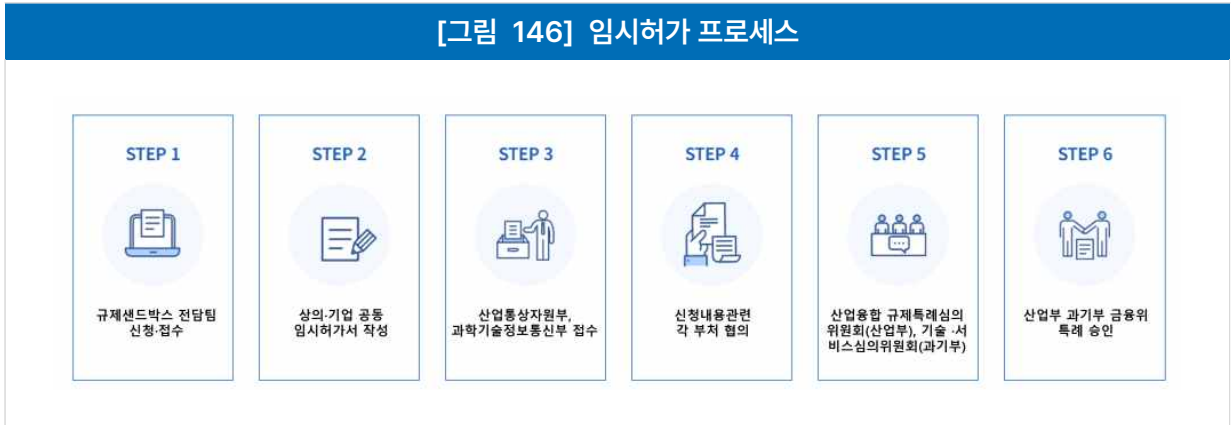 [그림 146] 임시허가 프로세스
STEP 1
규제샌드박스 전담팀
신청·접수
STEP 2
상의·기업 공동
임시허가서 작성
STEP 3
산업통상자원부,
과학기술정보통신부 접수
STEP 4
신청내용관련
각 부처 협의
STEP 5
산업융합 규제특례심의
위원회(산업부), 기술 ·서
비스심의위원회(과기부)
STEP 6
산업부 과기부 금융위
특례 승인